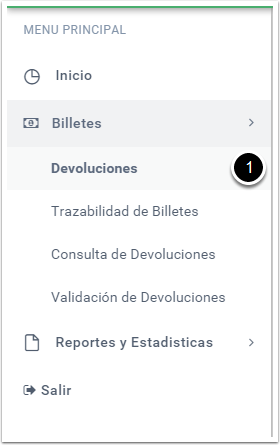 MENU PRINCIPAL
Inicio
Billetes
Devoluciones 1
Trazabilidad de Billetes
Consulta de Devoluciones
Validación de Devoluciones
Reportes y Estadisticas
Salir